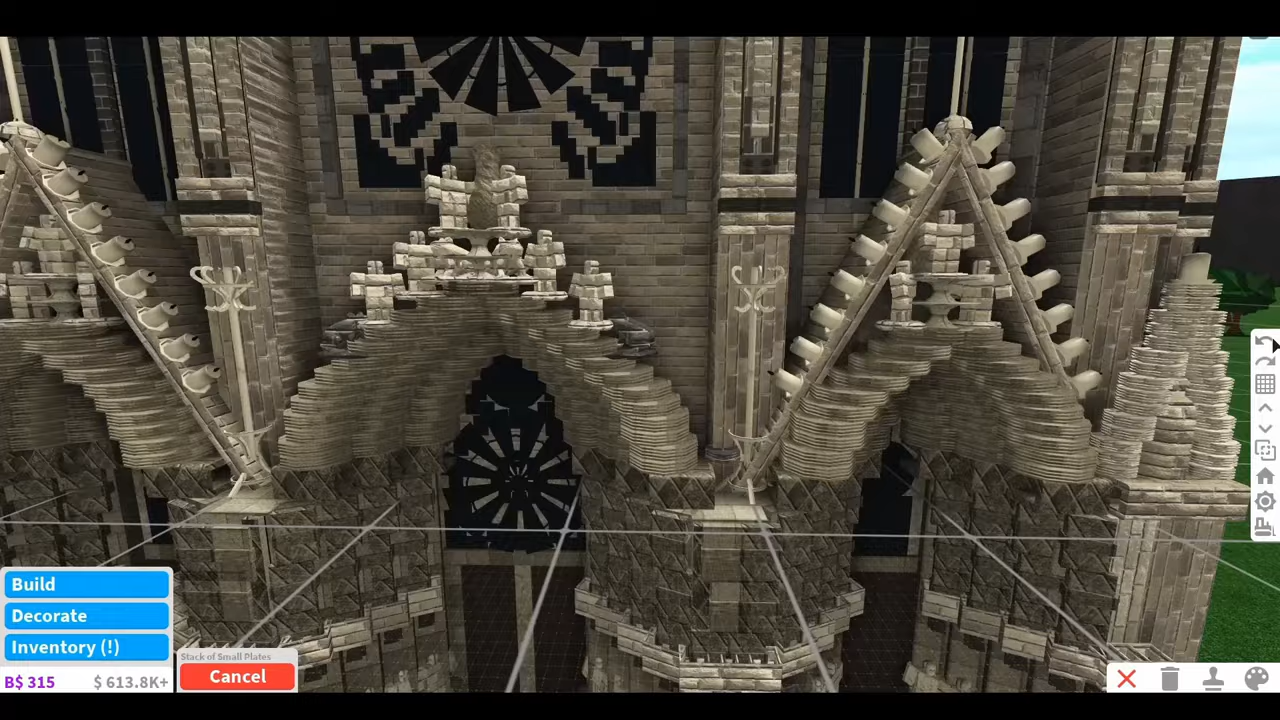 Build
Decorate
Inventory (!)
B$ 315 $ 613.8K+
Stack of Small Plates
Cancel